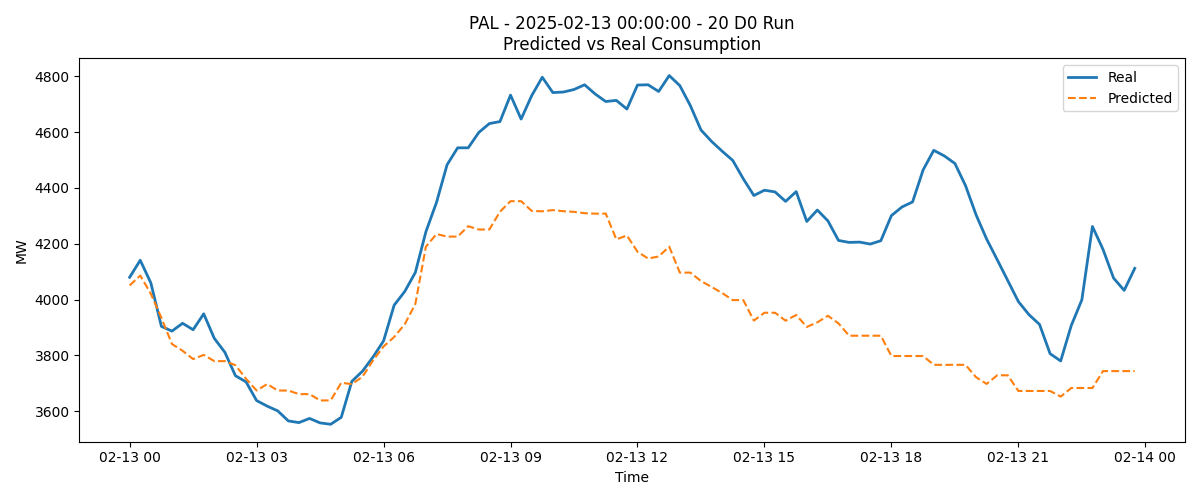 PAL - 2025-02-13 00:00:00 - 20 D0 Run
Predicted vs Real Consumption
Real
Predicted
4800
4600
4400
4200
4000
3800
3600
MW
02-13 00
02-13 03
02-13 06
02-13 09
02-13 12
02-13 15
02-13 18
02-13 21
02-14 00
Time